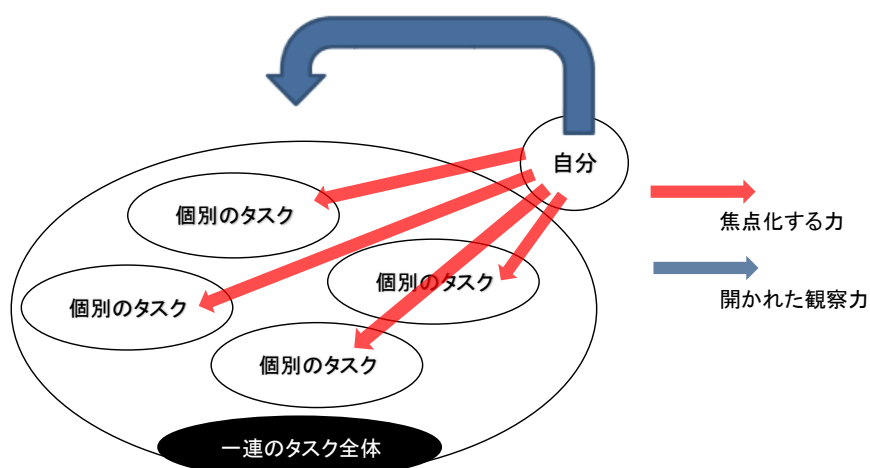 自分
個別のタスク
個別のタスク
個別のタスク
個別のタスク
一連のタスク全体
焦点化する力
開かれた観察力